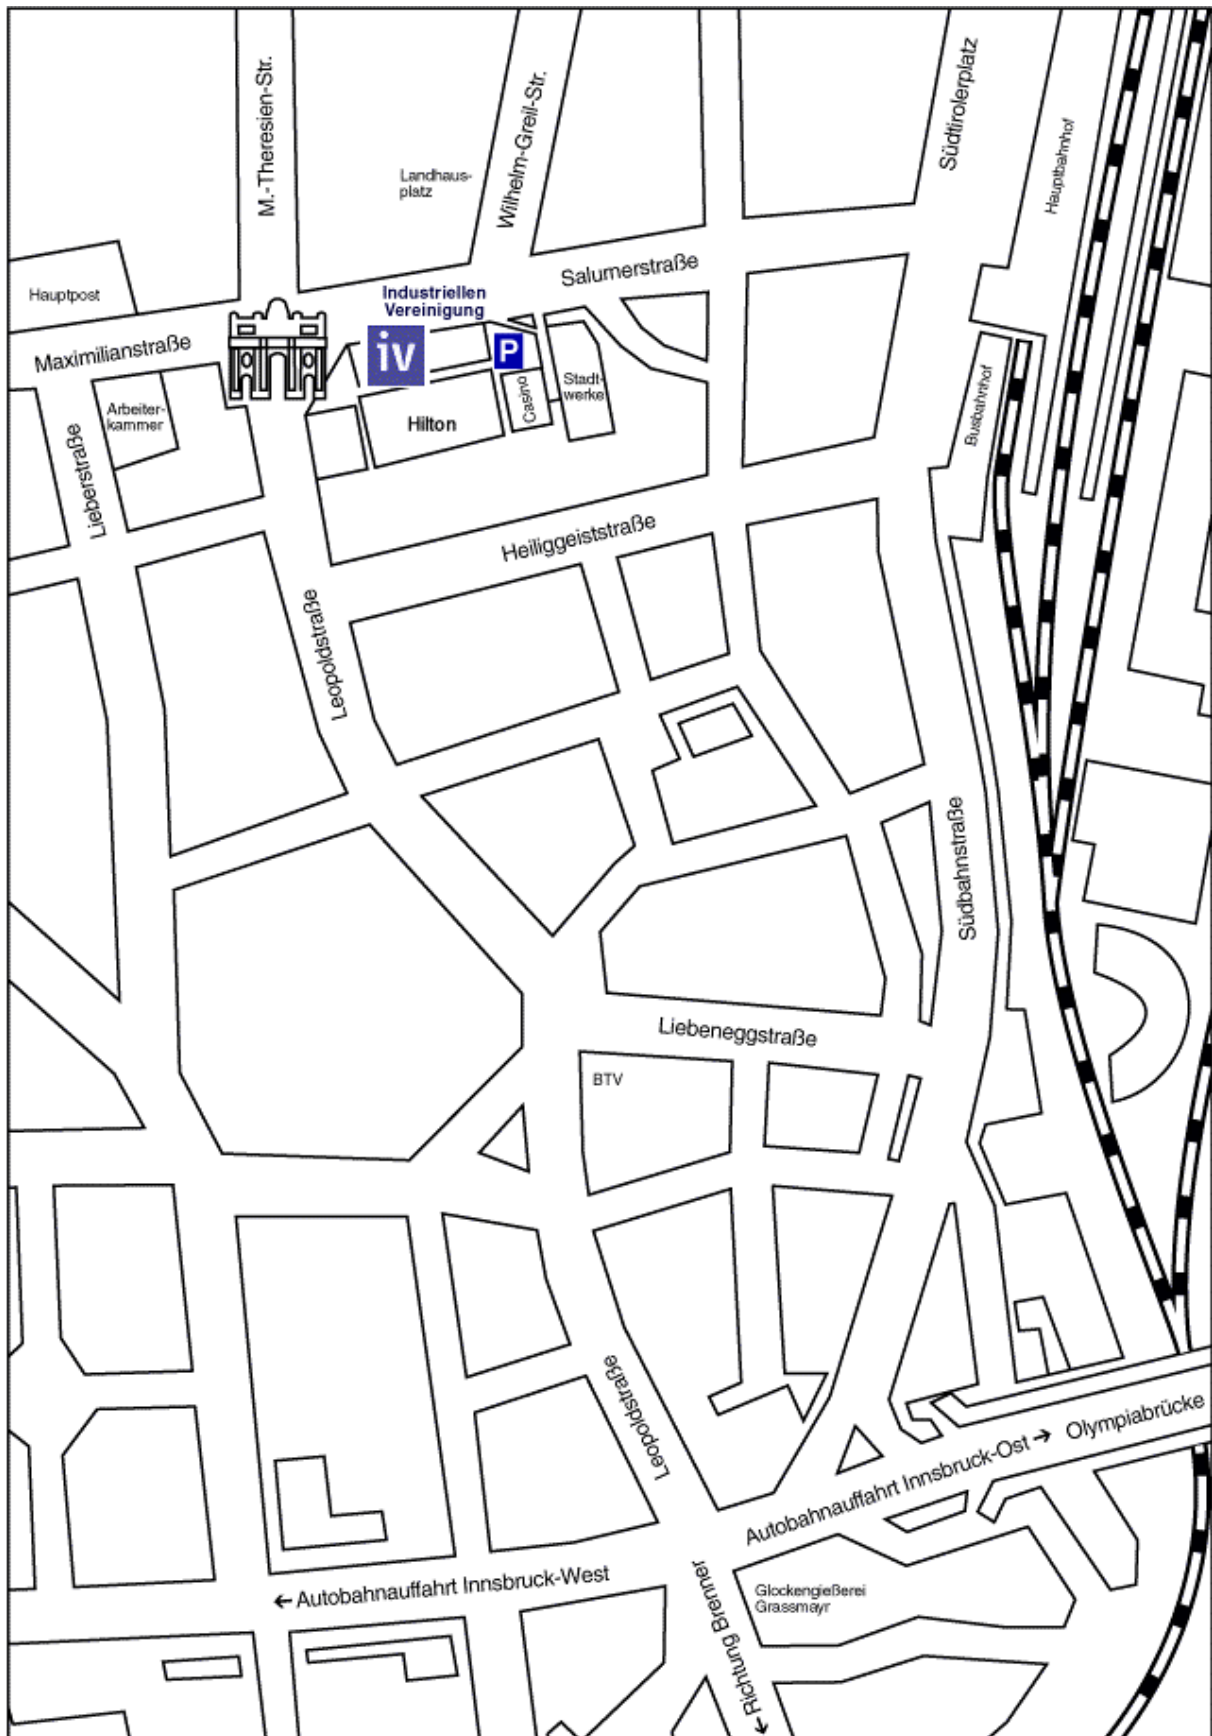 M.-Theresien-Str.
Wilhelm-Greil-Str.
Südtirolerplatz
Hauptbahnhof
Landhaus-
platz
Hauptpost
Salurnerstraße
Industriellen
Vereinigung
iv
P
Maximilianstraße
Arbeiter-
kammer
Hilton
Casino
Stadt-
werke
Busbahnhof
Lieberstraße
Heiliggeiststraße
Leopoldstraße
Südbahnstraße
Liebeneggstraße
BTV
Leopoldstraße
Autobahnauffahrt Innsbruck-Ost → Olympiabrücke
← Autobahnauffahrt Innsbruck-West
Glockengießerei
Grassmayr
← Richtung Brenner